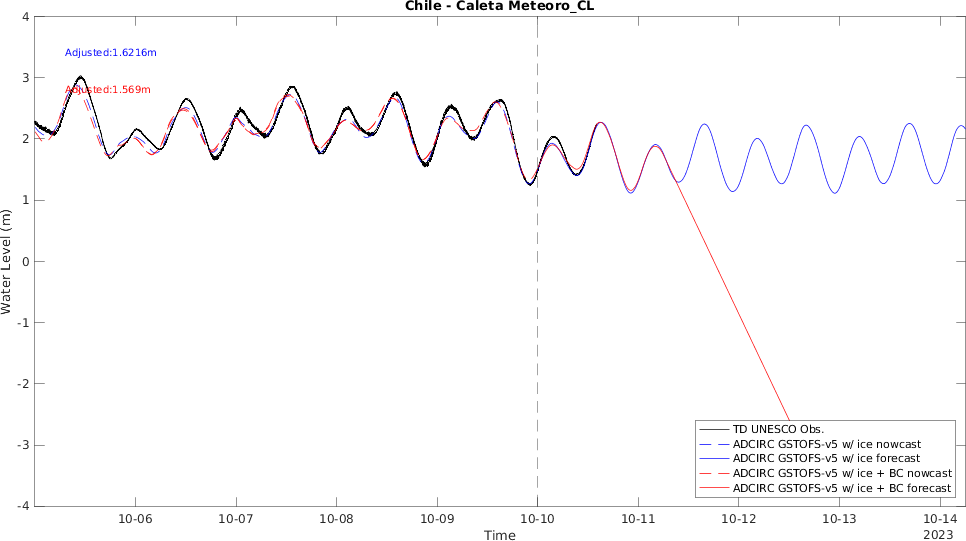 Chile - Caleta Meteoro_CL
Adjusted:1.6216m
Adjusted:1.569m
Water Level (m)
4
3
2
1
0
-1
-2
-3
-4
TD UNESCO Obs.
ADCIRC GSTOFS-v5 w/ ice nowcast
ADCIRC GSTOFS-v5 w/ ice forecast
ADCIRC GSTOFS-v5 w/ ice + BC nowcast
ADCIRC GSTOFS-v5 w/ ice + BC forecast
10-06 10-07 10-08 10-09 10-10 10-11 10-12 10-13 10-14
Time
2023